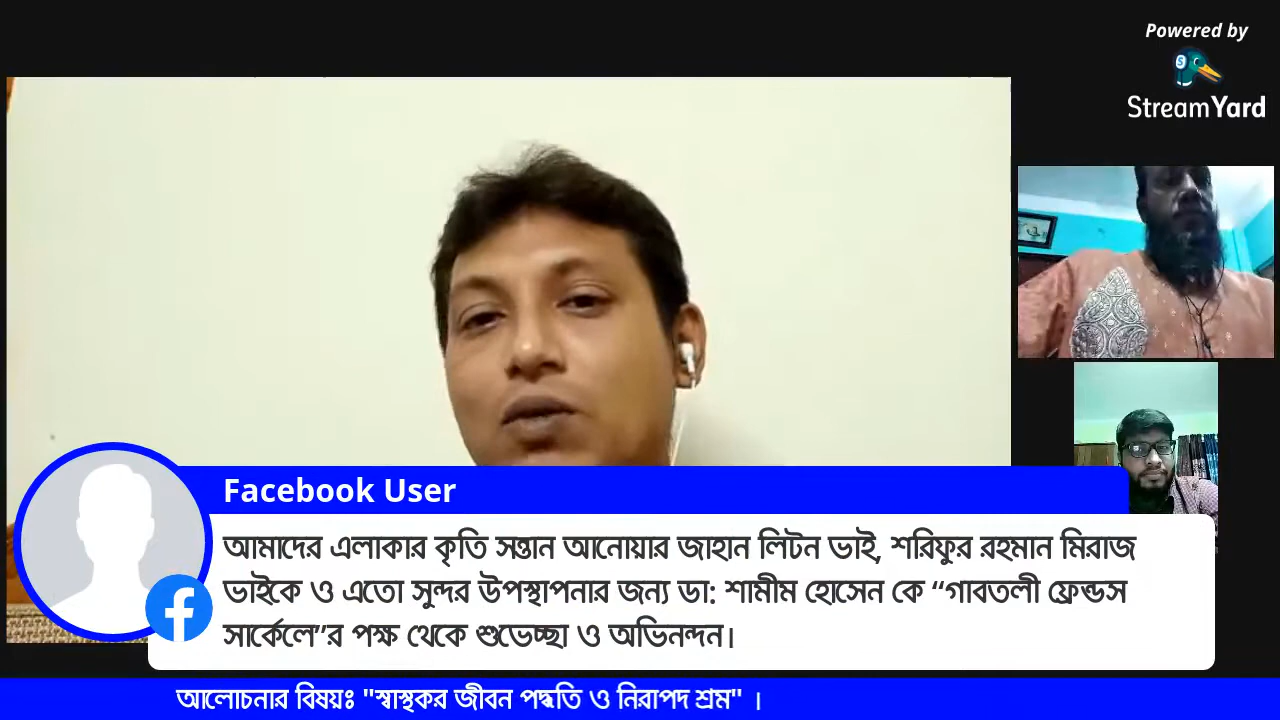 Powered by
StreamYard
Facebook User
আমাদের এলাকার কৃতি সন্তান আনোয়ার জাহান লিটন ভাই, শরিফুর রহমান মিরাজ
ভাইকে ও এতো সুন্দর উপস্থাপনার জন্য ডা: শামীম হোসেন কে “গাবতলী ফ্রেন্ডস
সার্কেলে”র পক্ষ থেকে শুভেচ্ছা ও অভিনন্দন।
আলোচনার বিষয়ঃ "স্বাস্থকর জীবন পদ্ধতি ও নিরাপদ শ্রম" ।